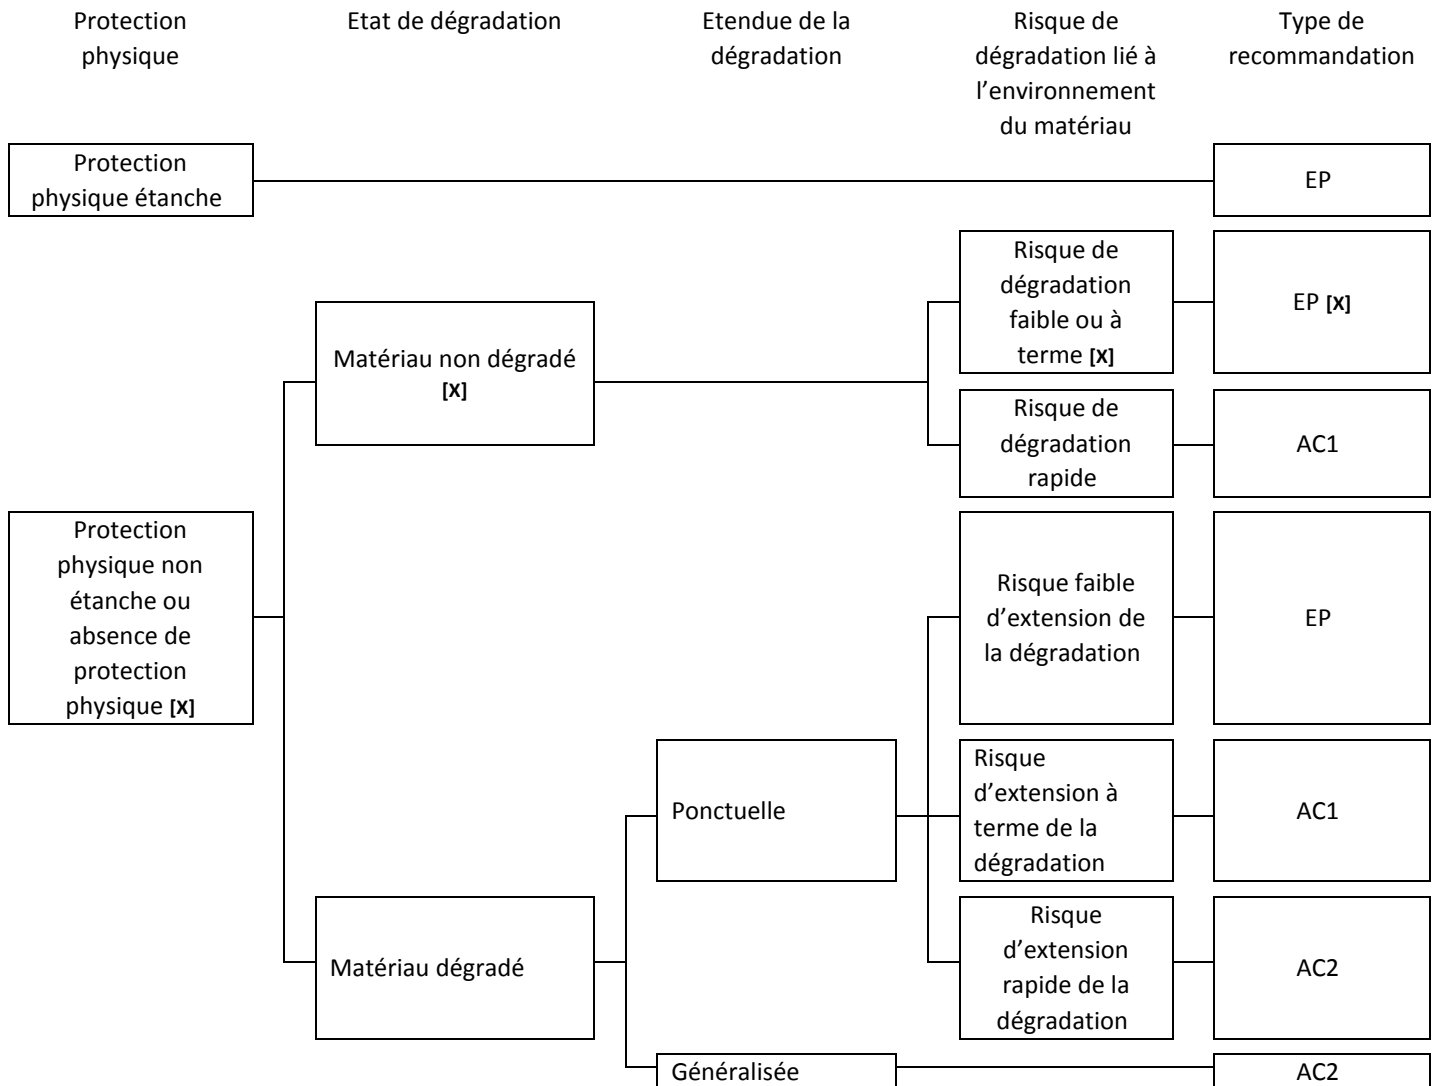 Protection
physique
Etat de dégradation
Etendue de la
dégradation
Risque de
dégradation lié à
l’environnement
du matériau
Type de
recommandation
Protection
physique étanche
EP
Risque de
dégradation
faible ou à
terme [X]
EP [X]
Matériau non dégradé
[X]
Risque de
dégradation
rapide
AC1
Protection
physique non
étanche ou
absence de
protection
physique [X]
Risque faible
d’extension de
la dégradation
EP
Ponctuelle
Risque
d’extension à
terme de la
dégradation
AC1
Matériau dégradé
Risque
d’extension
rapide de la
dégradation
AC2
Généralisée
AC2